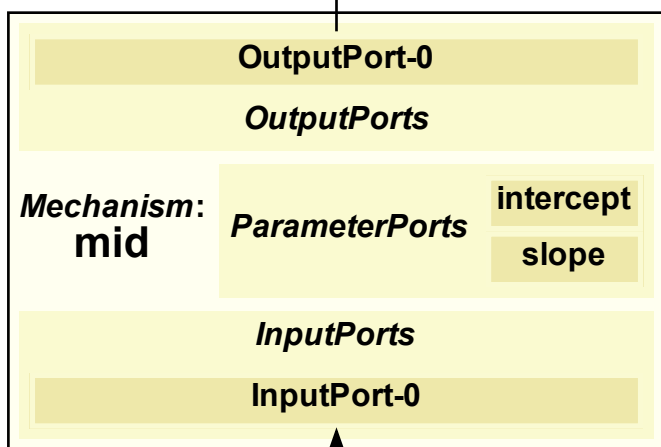 OutputPort-0
OutputPorts
Mechanism:
mid
ParameterPorts
intercept
slope
InputPorts
InputPort-0